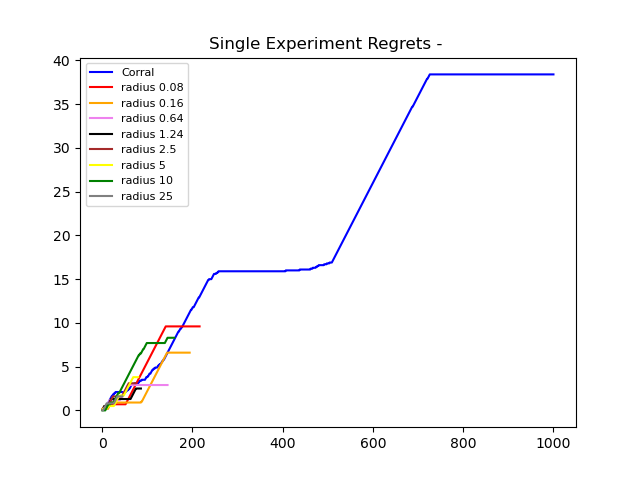 Single Experiment Regrets -
40
35
30
25
20
15
10
5
0
Corral
radius 0.08
radius 0.16
radius 0.64
radius 1.24
radius 2.5
radius 5
radius 10
radius 25
0 200 400 600 800 1000